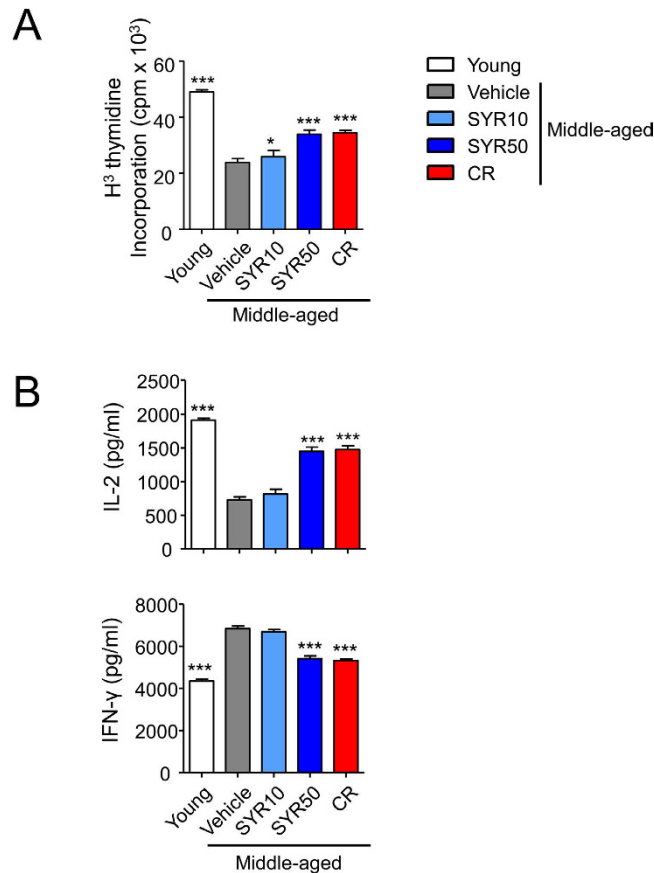 A
H³ thymidine
Incorporation (cpm x 10³)
60
40
20
0
***
*
***
***
Young
Vehicle
SYR10
SYR50
CR
Middle-aged
Young
Vehicle
SYR10
SYR50
CR
Middle-aged
B
IL-2 (pg/ml)
2500
2000
1500
1000
500
0
***
***
***
IFN-γ (pg/ml)
8000
6000
4000
2000
0
***
***
***
Young
Vehicle
SYR10
SYR50
CR
Middle-aged